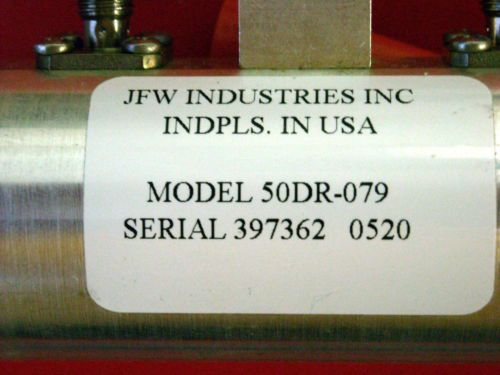 JFW INDUSTRIES INC
INDPLS. IN USA
MODEL 50DR-079
SERIAL 397362 0520